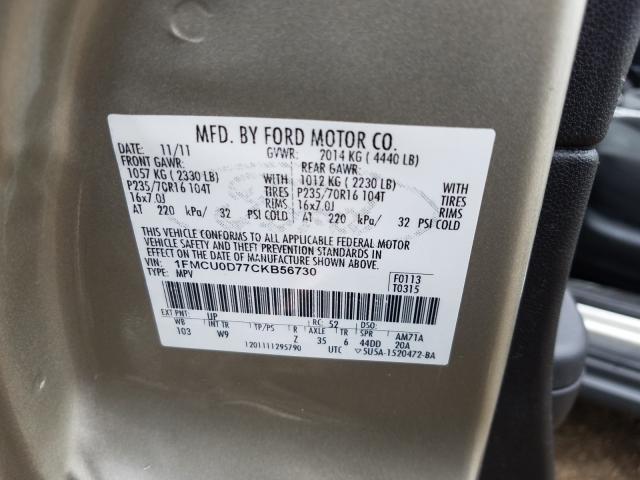 MFD. BY FORD MOTOR CO.
DATE: 11/11 GVWR: 2014 KG ( 4440 LB)
FRONT GAWR: REAR GAWR:
1057 KG ( 2330 LB) WITH 1012 KG ( 2230 LB) WITH
P235/70R16 104T TIRES P235/70R16 104T TIRES
16x7.0J RIMS 16x7.0J RIMS
AT 220 kPa/ 32 PSI COLD AT 220 kPa/ 32 PSI COLD
THIS VEHICLE CONFORMS TO ALL APPLICABLE FEDERAL MOTOR
VEHICLE SAFETY AND THEFT PREVENTION STANDARDS IN
EFFECT ON THE DATE OF MANUFACTURE SHOWN ABOVE.
VIN: 1FMCU0D77CKB56730 F0113
TYPE: MPV T0315
EXT PNT: UP RC: 52 DSO:
WB INT TR TP/PS R AXLE TR SPR AM71A
103 W9 Z 35 6 44DD 20A
1201111295790 UTC 5U5A-1520472-BA